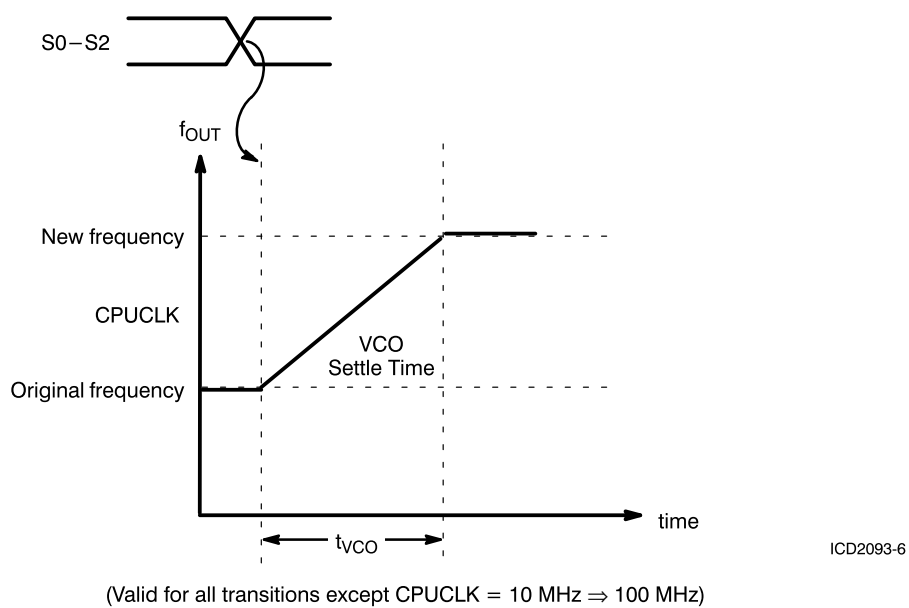 S0–S2
fOUT
New frequency
CPUCLK
VCO
Settle Time
Original frequency
time
tVCO
ICD2093-6
(Valid for all transitions except CPUCLK = 10 MHz ⇒ 100 MHz)